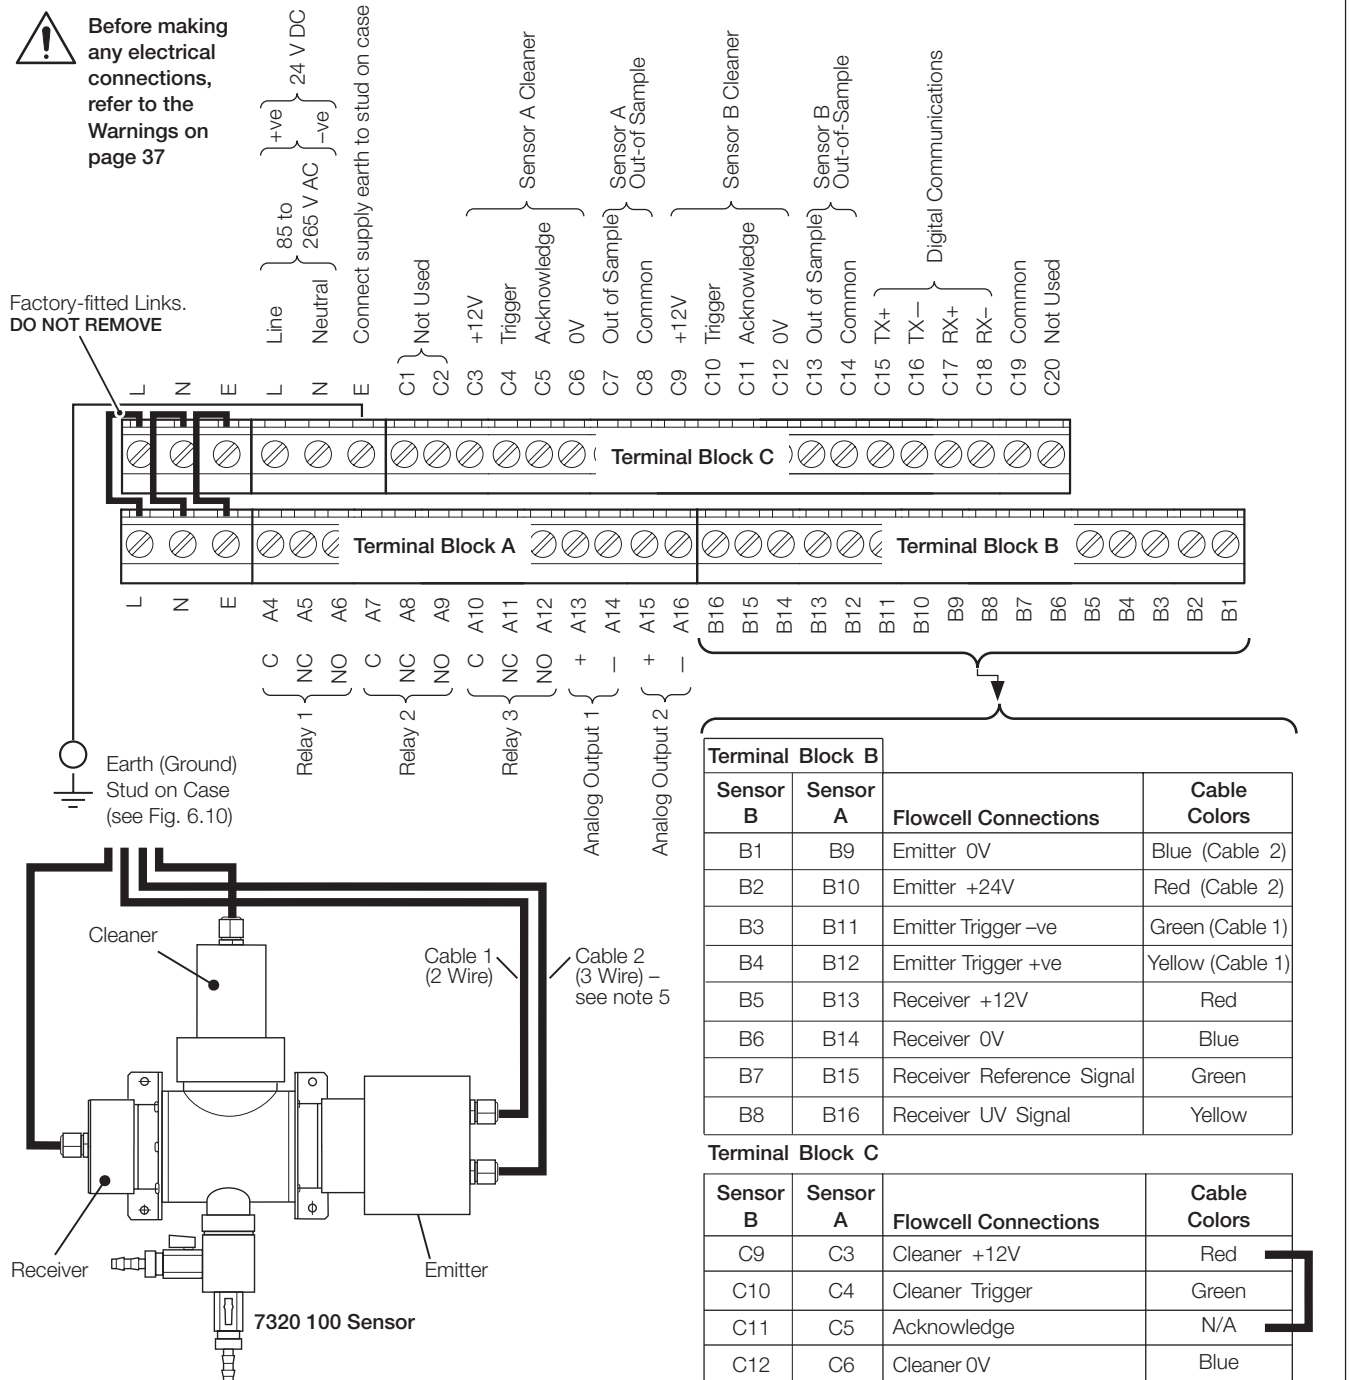 Before making
any electrical
connections,
refer to the
Warnings on
page 37
24 V DC
+ve
–ve
85 to
265 V AC
Line
Neutral
Connect supply earth to stud on case
Sensor A Cleaner
Sensor A
Out-of Sample
Sensor B Cleaner
Sensor B
Out-of-Sample
Digital Communications
Not Used
+12V
Trigger
Acknowledge
0V
Out of Sample
Common
+12V
Trigger
Acknowledge
0V
Out of Sample
Common
TX+
TX—
RX+
RX–
Common
Not Used
Factory-fitted Links.
DO NOT REMOVE
L N E L N E C1 C2 C3 C4 C5 C6 C7 C8 C9 C10 C11 C12 C13 C14 C15 C16 C17 C18 C19 C20
Terminal Block C
Terminal Block A
Terminal Block B
L N E A4 A5 A6 A7 A8 A9 A10 A11 A12 A13 A14 A15 A16 B16 B15 B14 B13 B12 B11 B10 B9 B8 B7 B6 B5 B4 B3 B2 B1
C NC NO C NC NO C NC NO + – + –
Relay 1
Relay 2
Relay 3
Analog Output 1
Analog Output 2
Earth (Ground)
Stud on Case
(see Fig. 6.10)
Cleaner
Cable 1
(2 Wire)
Cable 2
(3 Wire) –
see note 5
Receiver
Emitter
7320 100 Sensor
Terminal Block B
Sensor B Sensor A Flowcell Connections Cable Colors
B1 B9 Emitter 0V Blue (Cable 2)
B2 B10 Emitter +24V Red (Cable 2)
B3 B11 Emitter Trigger –ve Green (Cable 1)
B4 B12 Emitter Trigger +ve Yellow (Cable 1)
B5 B13 Receiver +12V Red
B6 B14 Receiver 0V Blue
B7 B15 Receiver Reference Signal Green
B8 B16 Receiver UV Signal Yellow
Terminal Block C
Sensor B Sensor A Flowcell Connections Cable Colors
C9 C3 Cleaner +12V Red
C10 C4 Cleaner Trigger Green
C11 C5 Acknowledge N/A
C12 C6 Cleaner 0V Blue